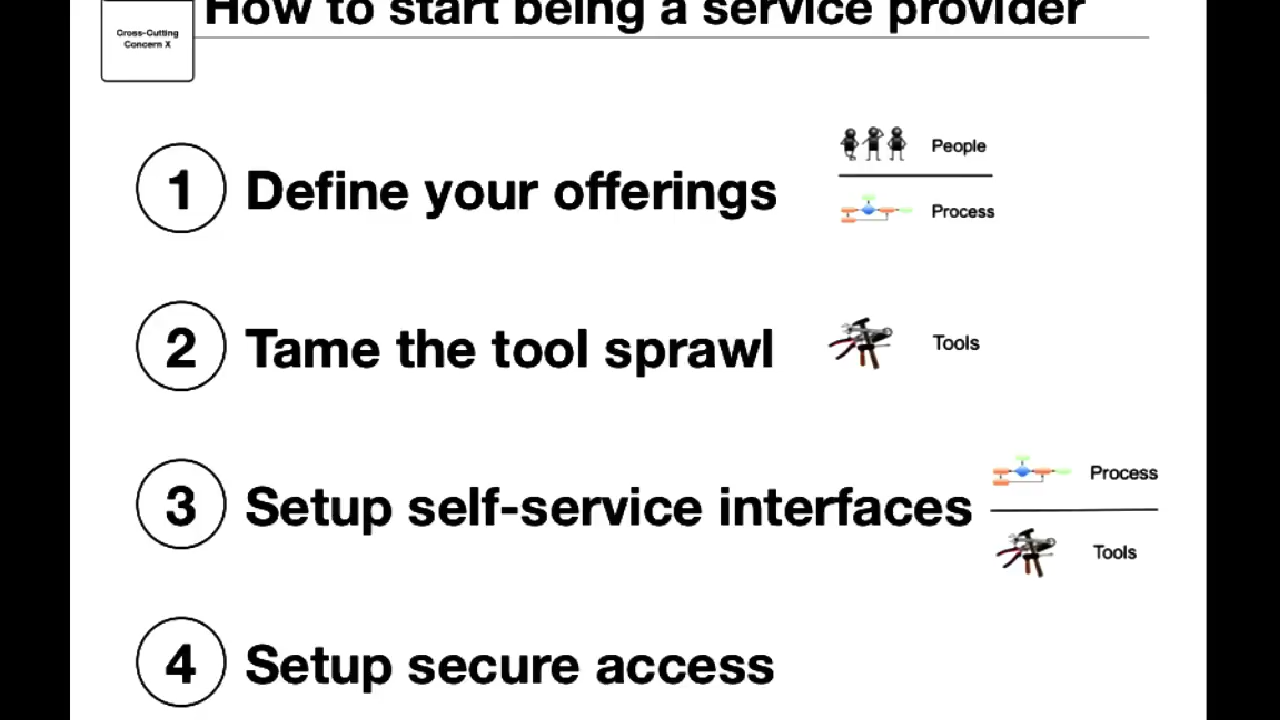 How to start being a service provider
Cross-Cutting
Concern X
1 Define your offerings
People
Process
2 Tame the tool sprawl
Tools
3 Setup self-service interfaces
Process
Tools
4 Setup secure access